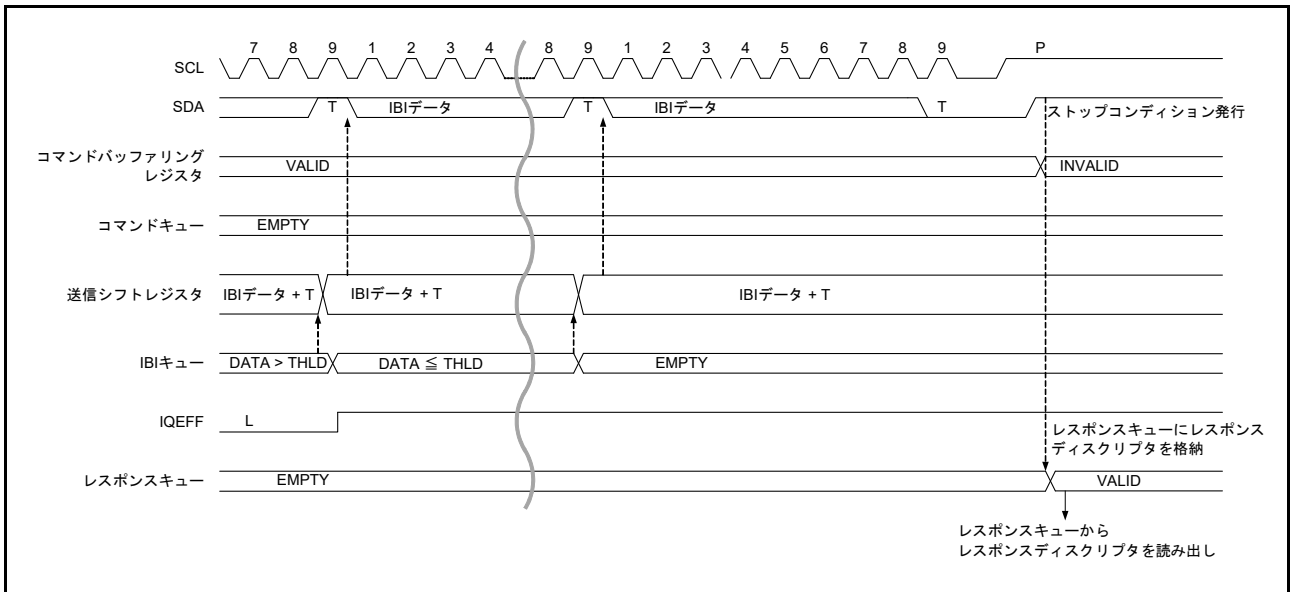 7 8 9 1 2 3 4 8 9 1 2 3 4 5 6 7 8 9 P
SCL
SDA T IBIデータ T IBIデータ T ストップコンディション発行
コマンドバッファリング
レジスタ VALID INVALID
コマンドキュー EMPTY
送信シフトレジスタ IBIデータ + T IBIデータ + T IBIデータ + T
IBIキュー DATA > THLD DATA ≦ THLD EMPTY
IQEFF L
レスポンスキューにレスポンス
ディスクリプタを格納
レスポンスキュー EMPTY VALID
レスポンスキューから
レスポンスディスクリプタを読み出し